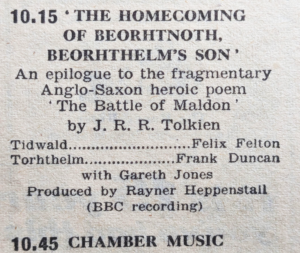 10.15 ‘ THE HOMECOMING
OF BEORHTNOTH,
BEORHTHELM’S SON ’
An epilogue to the fragmentary
Anglo-Saxon heroic poem
‘ The Battle of Maldon ’
by J. R. R. Tolkien
Tidwald..............................Felix Felton
Torhthelm...................Frank Duncan
with Gareth Jones
Produced by Rayner Heppenstall
(BBC recording)
10.45 CHAMBER MUSIC